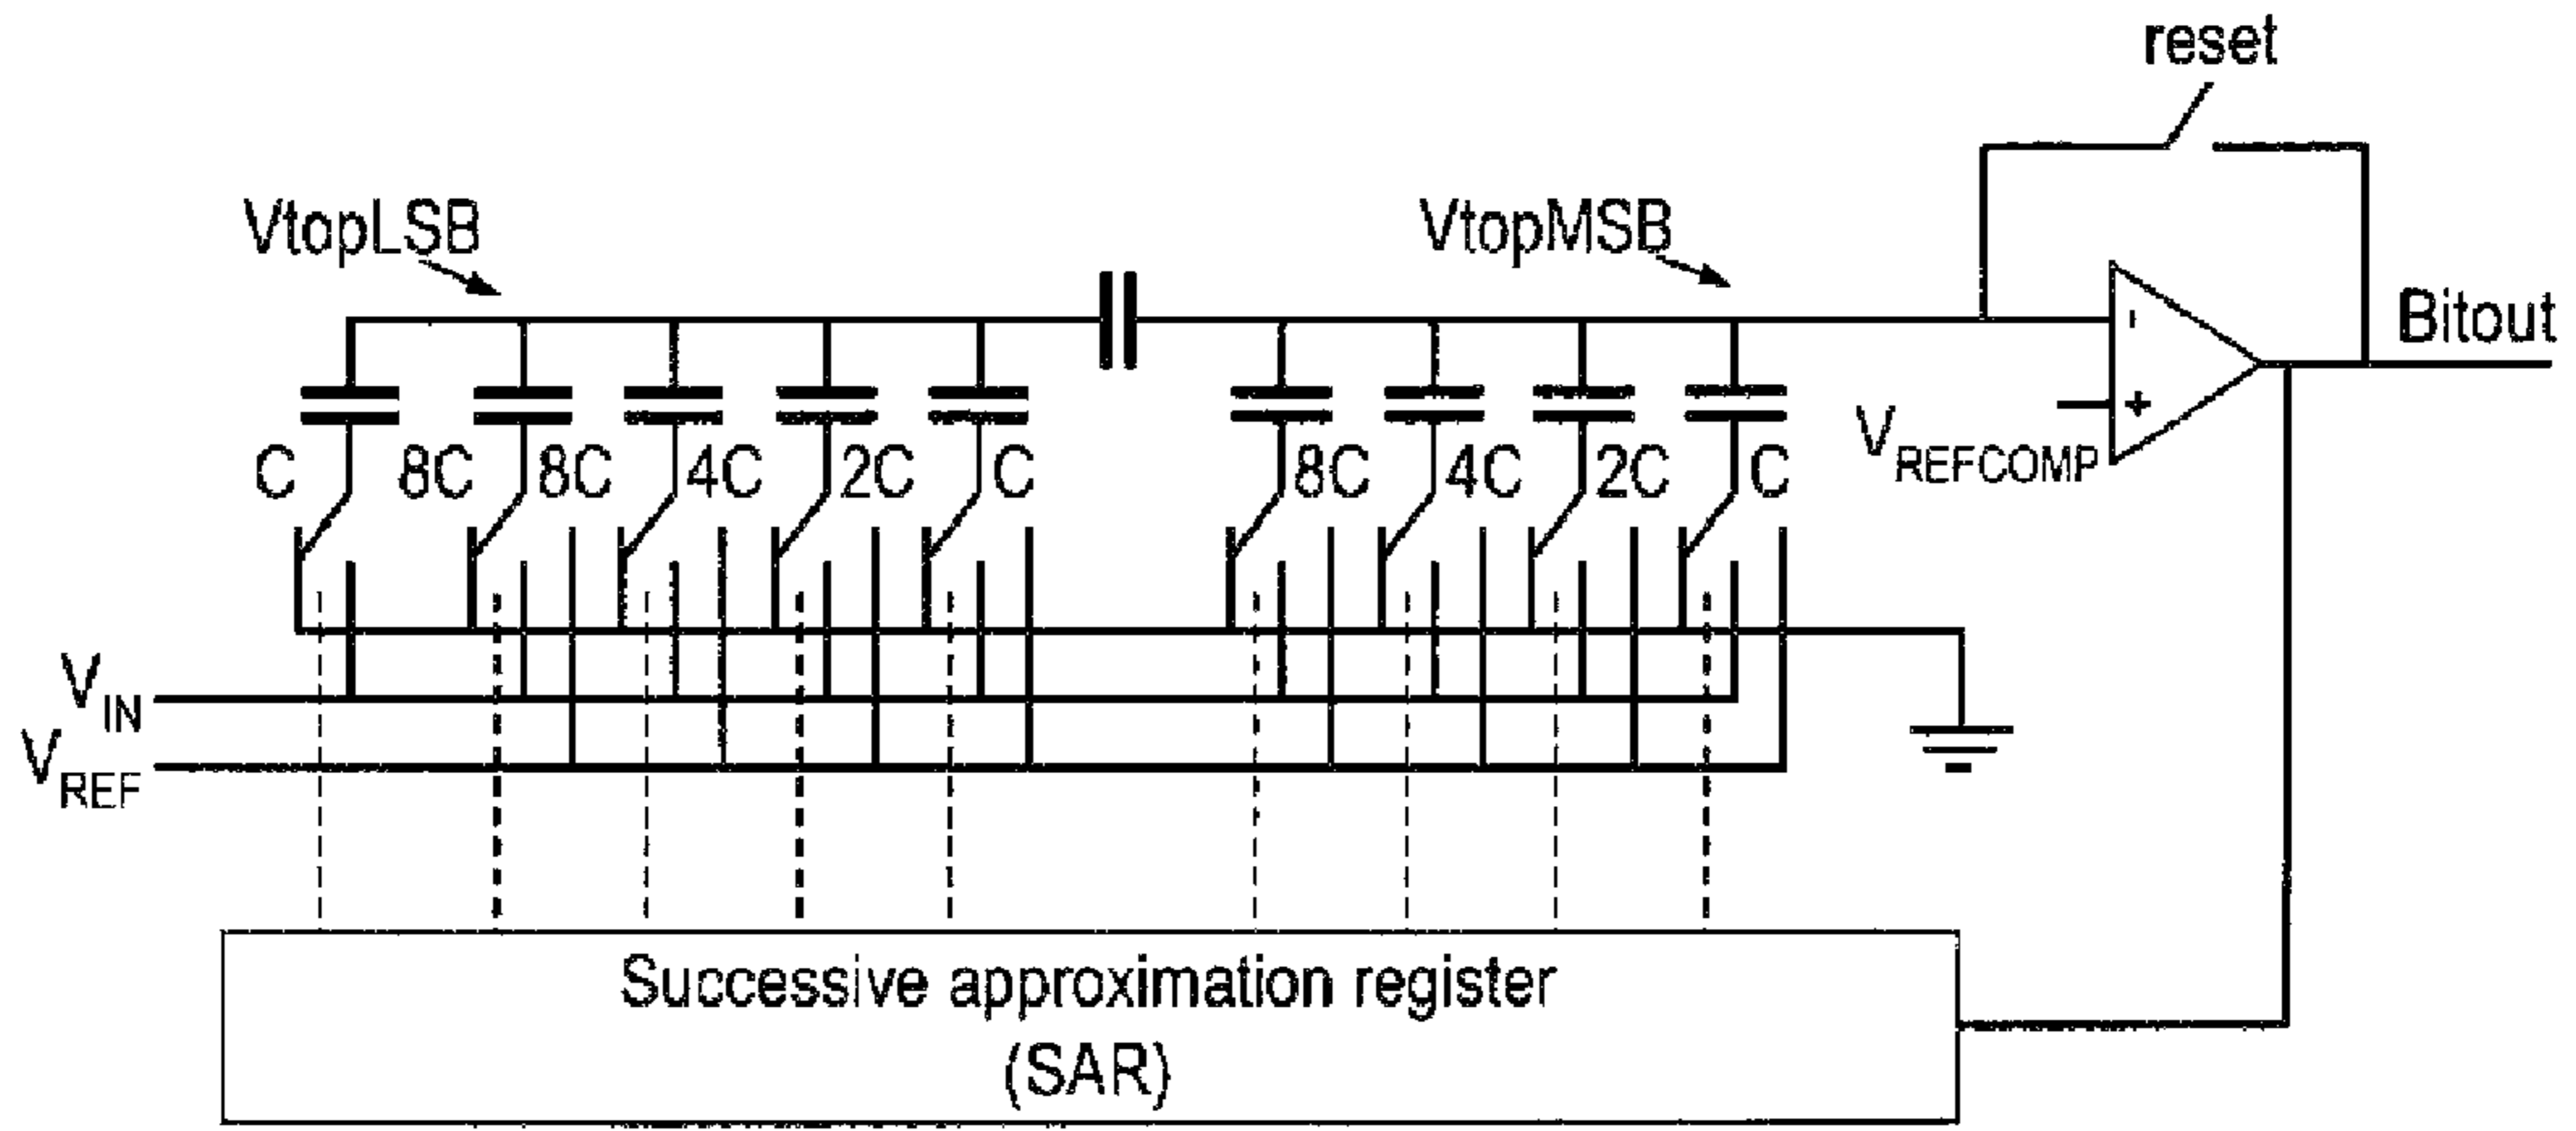 reset
VtopLSB
VtopMSB
Bitout
-
+
C 8C 8C 4C 2C C 8C 4C 2C C
VREFCOMP
VIN
VREF
Successive approximation register
(SAR)